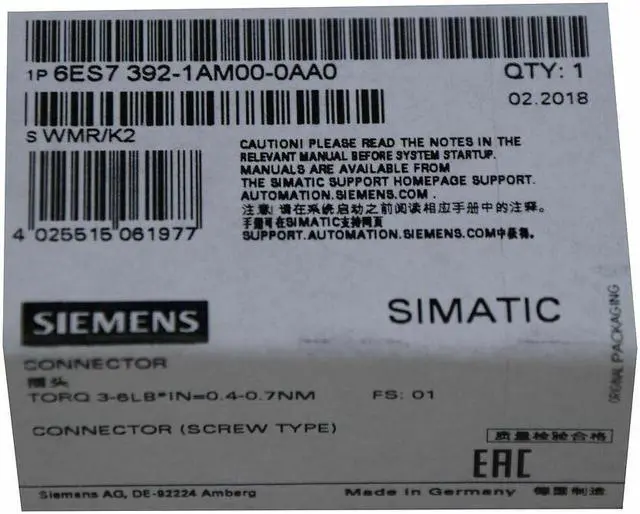 1P 6ES7 392-1AM00-0AA0 QTY: 1
02.2018
S WMR/K2
CAUTION! PLEASE READ THE NOTES IN THE
RELEVANT MANUAL BEFORE SYSTEM STARTUP.
MANUALS ARE AVAILABLE FROM
THE SIMATIC SUPPORT HOMEPAGE SUPPORT.
AUTOMATION.SIEMENS.COM .
注意! 请在系统启动之前阅读相应手册中的注释。
手册可在SIMATIC支持网页
SUPPORT.AUTOMATION.SIEMENS.COM中获得。
4 025515 061977
SIEMENS SIMATIC
ORIGINAL PACKAGING
CONNECTOR
插头
TORQ 3-6LB*IN=0.4-0.7NM FS: 01
CONNECTOR (SCREW TYPE)
质量检验合格
EAC
Siemens AG, DE-92224 Amberg Made in Germany 德国制造